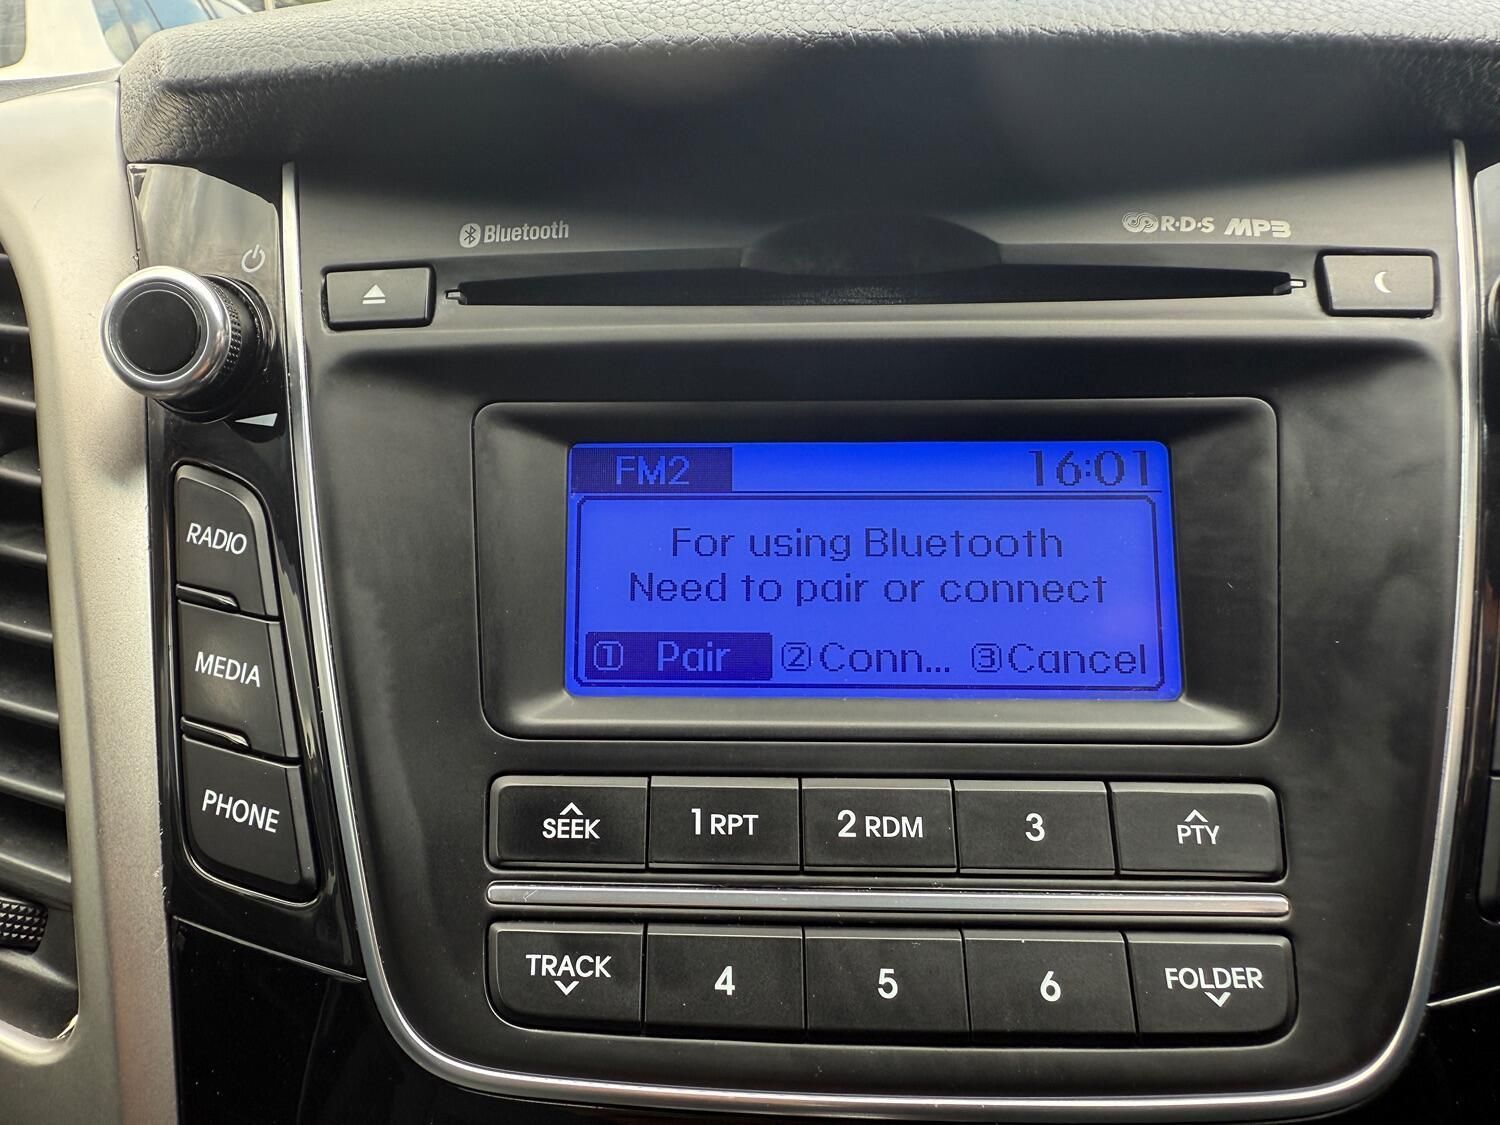 Bluetooth
R·D·S MP3
FM2 16:01
For using Bluetooth
Need to pair or connect
1 Pair 2 Conn... 3 Cancel
RADIO
MEDIA
PHONE
SEEK 1 RPT 2 RDM 3 PTY
TRACK 4 5 6 FOLDER